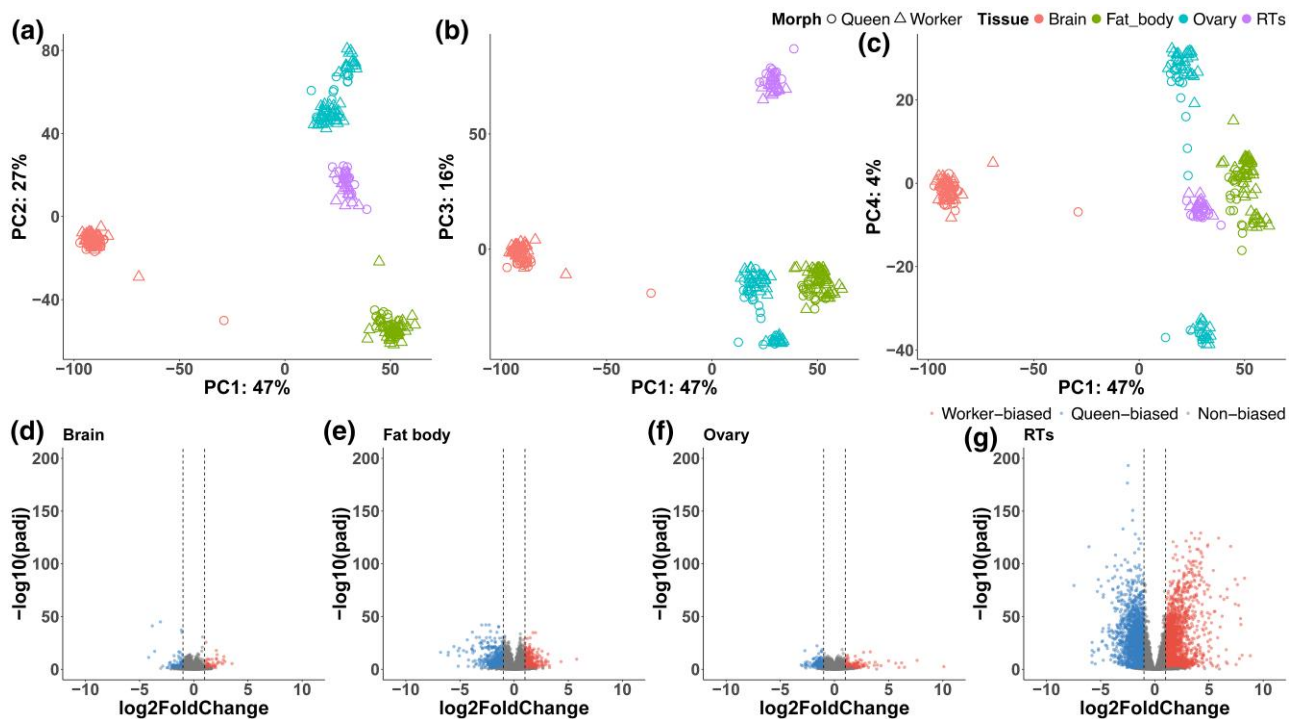 Morph ○ Queen △ Worker Tissue ● Brain ● Fat_body ● Ovary ● RTs
(a)
80
40
0
−40
PC2: 27%
−100 −50 0 50
PC1: 47%
(b)
50
0
PC3: 16%
−100 −50 0 50
PC1: 47%
(c)
20
0
−20
−40
PC4: 4%
−100 −50 0 50
PC1: 47%
• Worker−biased • Queen−biased • Non−biased
(d) Brain
200
150
100
50
0
−log10(padj)
−10 −5 0 5 10
log2FoldChange
(e) Fat body
200
150
100
50
0
−log10(padj)
−10 −5 0 5 10
log2FoldChange
(f) Ovary
200
150
100
50
0
−log10(padj)
−10 −5 0 5 10
log2FoldChange
(g) RTs
200
150
100
50
0
−log10(padj)
−10 −5 0 5 10
log2FoldChange